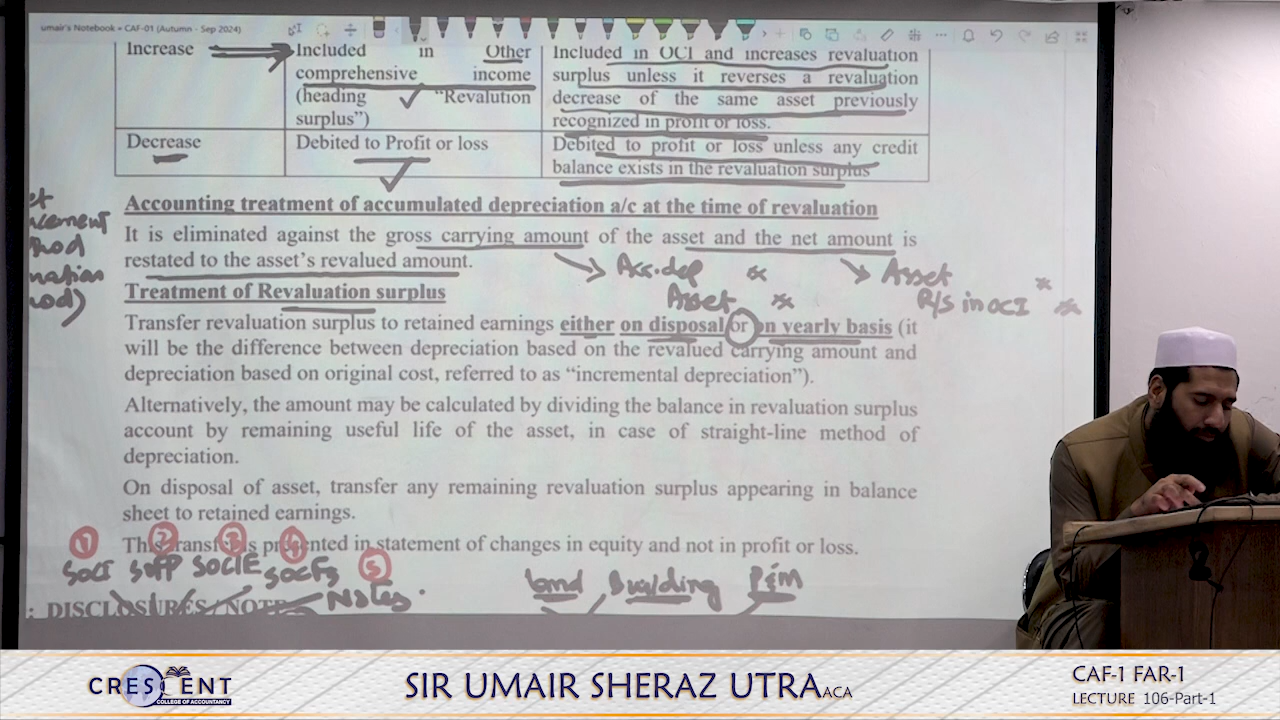 umair's Notebook » CAF-01 (Autumn - Sep 2024)
Increase
Included in Other comprehensive income (heading "Revalution surplus")
Included in OCI and increases revaluation surplus unless it reverses a revaluation decrease of the same asset previously recognized in profit or loss.
Decrease
Debited to Profit or loss
Debited to profit or loss unless any credit balance exists in the revaluation surplus
Accounting treatment of accumulated depreciation a/c at the time of revaluation
It is eliminated against the gross carrying amount of the asset and the net amount is
restated to the asset's revalued amount.
Acc.dep
Asset
Asset
R/S in OCI
Treatment of Revaluation surplus
Transfer revaluation surplus to retained earnings either on disposal or on yearly basis (it
will be the difference between depreciation based on the revalued carrying amount and
depreciation based on original cost, referred to as "incremental depreciation").
Alternatively, the amount may be calculated by dividing the balance in revaluation surplus
account by remaining useful life of the asset, in case of straight-line method of
depreciation.
On disposal of asset, transfer any remaining revaluation surplus appearing in balance
sheet to retained earnings.
This transfer is presented in statement of changes in equity and not in profit or loss.
1 2 3 4 5
SOCI SOFP SOCIE SOCFs Notes.
Land Building P&M
: DISCLOSURES / NOTE
CRESCENT
COLLEGE OF ACCOUNTANCY
SIR UMAIR SHERAZ UTRA ACA
CAF-1 FAR-1
LECTURE 106-Part-1